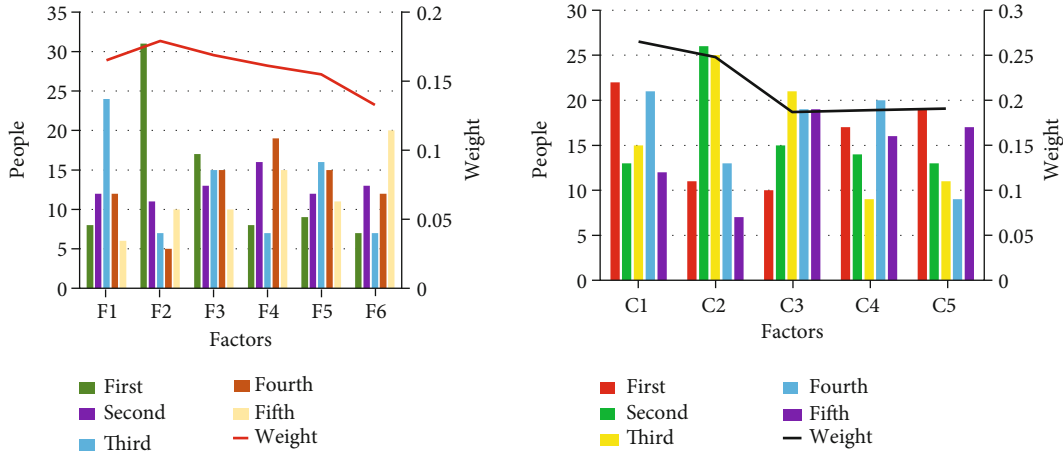 35
30
25
20
15
10
5
0
People
0.2
0.15
0.1
0.05
0
Weight
F1 F2 F3 F4 F5 F6
Factors
First
Second
Third
Fourth
Fifth
Weight
30
25
20
15
10
5
0
People
0.3
0.25
0.2
0.15
0.1
0.05
0
Weight
C1 C2 C3 C4 C5
Factors
First
Second
Third
Fourth
Fifth
Weight